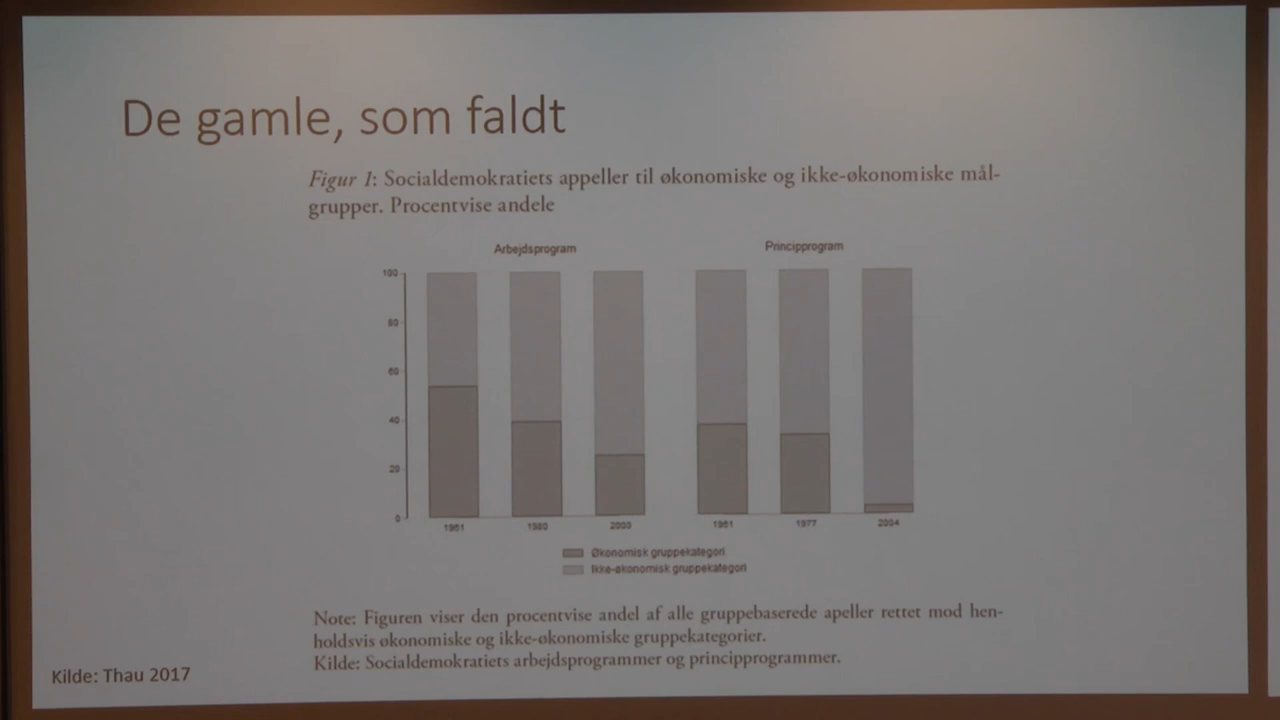 De gamle, som faldt
Figur 1: Socialdemokratiets appeller til økonomiske og ikke-økonomiske mål-
grupper. Procentvise andele
Arbejdsprogram
Principprogram
100
80
60
40
20
0
1961
1980
2000
1961
1977
2004
Økonomisk gruppekategori
Ikke-økonomisk gruppekategori
Note: Figuren viser den procentvise andel af alle gruppebaserede apeller rettet mod hen-
holdsvis økonomiske og ikke-økonomiske gruppekategorier.
Kilde: Socialdemokratiets arbejdsprogrammer og principprogrammer.
Kilde: Thau 2017